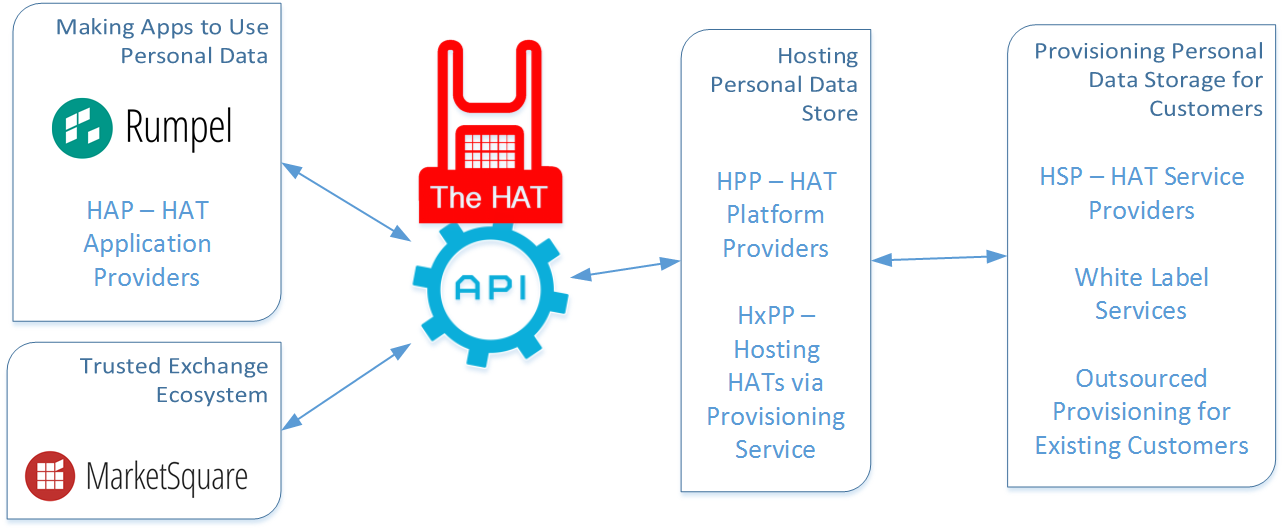 Making Apps to Use
Personal Data
Rumpel
HAP – HAT
Application
Providers
Trusted Exchange
Ecosystem
MarketSquare
The HAT
API
Hosting
Personal Data
Store
HPP – HAT
Platform
Providers
HxPP –
Hosting
HATs via
Provisioning
Service
Provisioning Personal
Data Storage for
Customers
HSP – HAT Service
Providers
White Label
Services
Outsourced
Provisioning for
Existing Customers